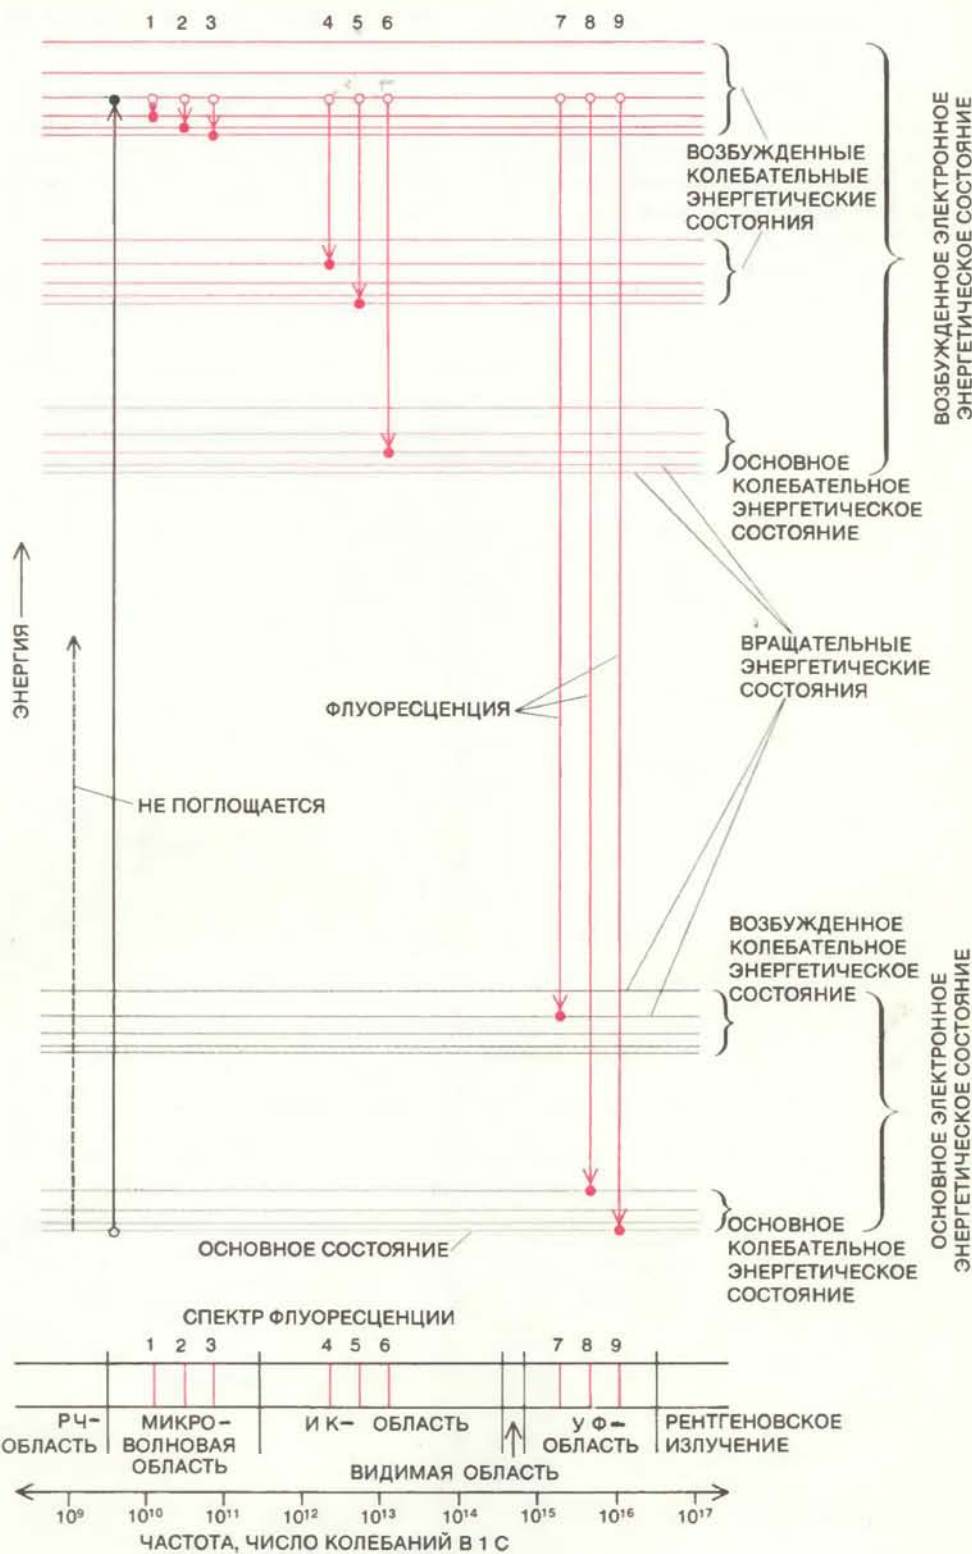 1 2 3 4 5 6 7 8 9
ВОЗБУЖДЕННЫЕ
КОЛЕБАТЕЛЬНЫЕ
ЭНЕРГЕТИЧЕСКИЕ
СОСТОЯНИЯ
ВОЗБУЖДЕННОЕ ЭЛЕКТРОННОЕ
ЭНЕРГЕТИЧЕСКОЕ СОСТОЯНИЕ
ОСНОВНОЕ
КОЛЕБАТЕЛЬНОЕ
ЭНЕРГЕТИЧЕСКОЕ
СОСТОЯНИЕ
ЭНЕРГИЯ
ВРАЩАТЕЛЬНЫЕ
ЭНЕРГЕТИЧЕСКИЕ
СОСТОЯНИЯ
ФЛУОРЕСЦЕНЦИЯ
НЕ ПОГЛОЩАЕТСЯ
ВОЗБУЖДЕННОЕ
КОЛЕБАТЕЛЬНОЕ
ЭНЕРГЕТИЧЕСКОЕ
СОСТОЯНИЕ
ОСНОВНОЕ ЭЛЕКТРОННОЕ
ЭНЕРГЕТИЧЕСКОЕ СОСТОЯНИЕ
ОСНОВНОЕ СОСТОЯНИЕ
ОСНОВНОЕ
КОЛЕБАТЕЛЬНОЕ
ЭНЕРГЕТИЧЕСКОЕ
СОСТОЯНИЕ
СПЕКТР ФЛУОРЕСЦЕНЦИИ
1 2 3 4 5 6 7 8 9
РЧ-
ОБЛАСТЬ
МИКРО-
ВОЛНОВАЯ
ОБЛАСТЬ
ИК- ОБЛАСТЬ
ВИДИМАЯ ОБЛАСТЬ
УФ-
ОБЛАСТЬ
РЕНТГЕНОВСКОЕ
ИЗЛУЧЕНИЕ
10⁹ 10¹⁰ 10¹¹ 10¹² 10¹³ 10¹⁴ 10¹⁵ 10¹⁶ 10¹⁷
ЧАСТОТА, ЧИСЛО КОЛЕБАНИЙ В 1 С